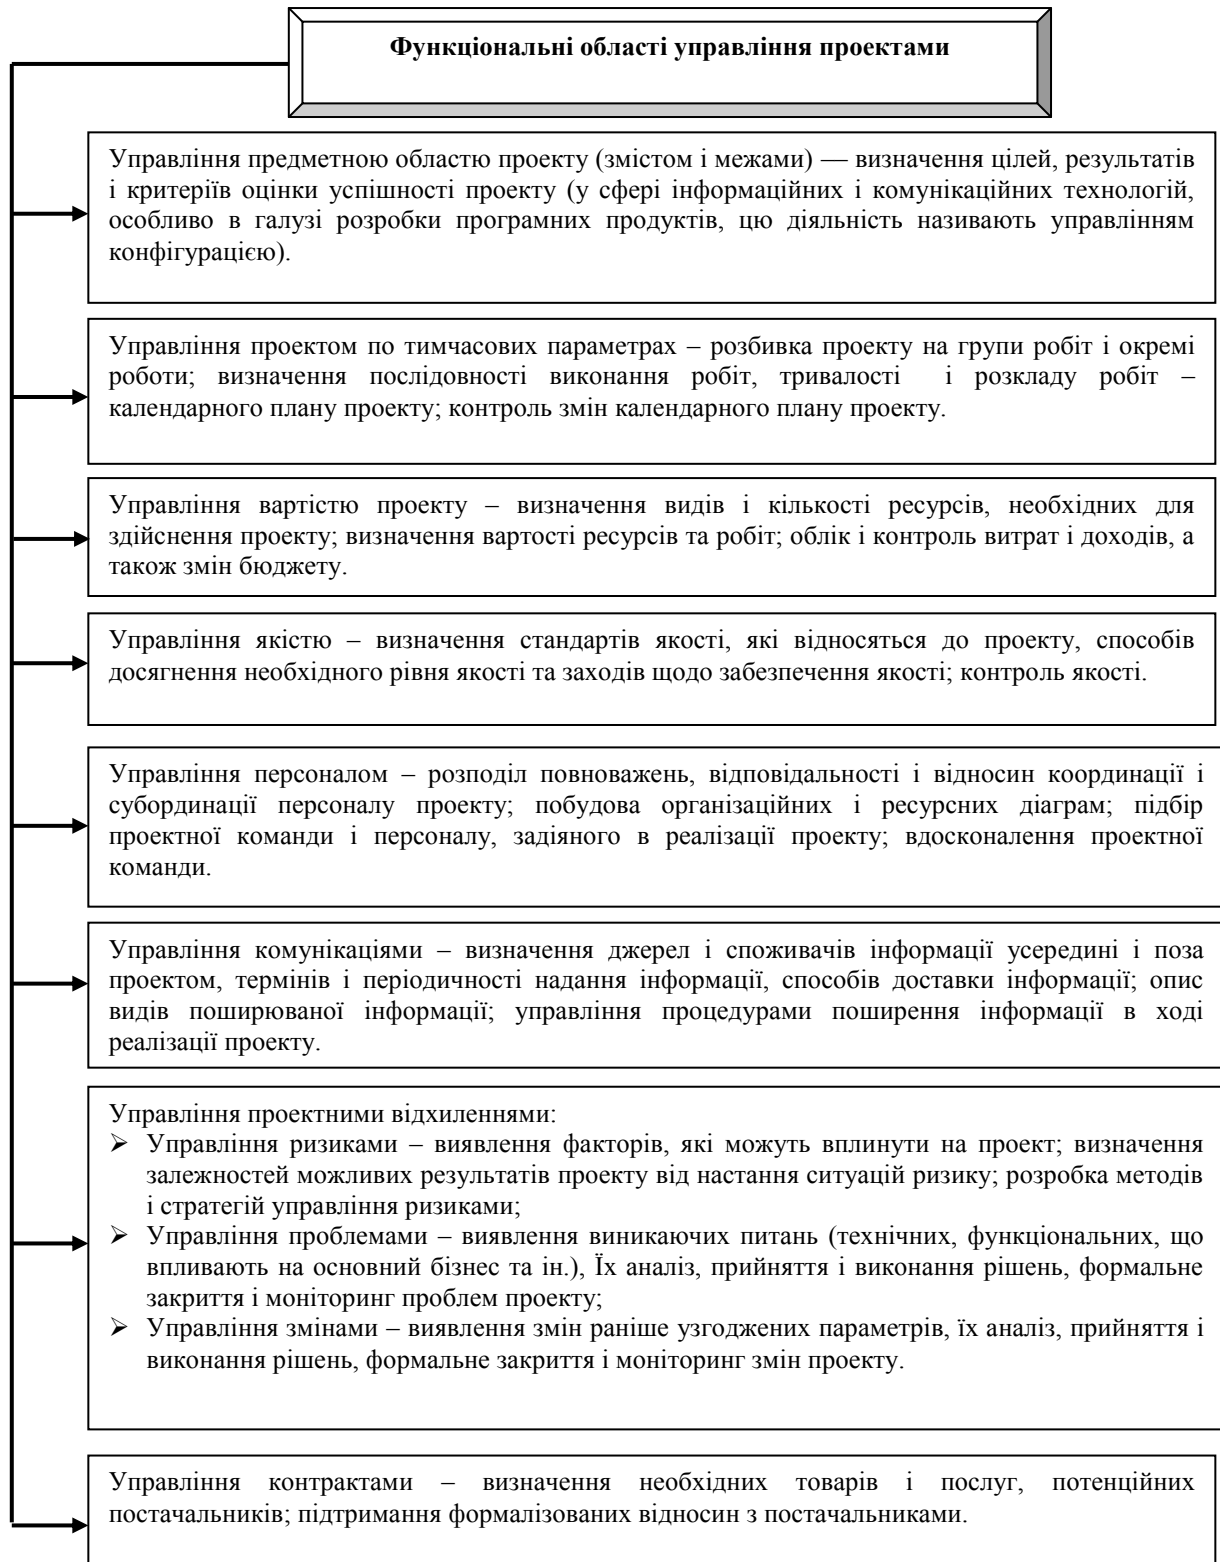 Функціональні області управління проектами
Управління предметною областю проекту (змістом і межами) — визначення цілей, результатів
і критеріїв оцінки успішності проекту (у сфері інформаційних і комунікаційних технологій,
особливо в галузі розробки програмних продуктів, цю діяльність називають управлінням
конфігурацією).
Управління проектом по тимчасових параметрах – розбивка проекту на групи робіт і окремі
роботи; визначення послідовності виконання робіт, тривалості і розкладу робіт –
календарного плану проекту; контроль змін календарного плану проекту.
Управління вартістю проекту – визначення видів і кількості ресурсів, необхідних для
здійснення проекту; визначення вартості ресурсів та робіт; облік і контроль витрат і доходів, а
також змін бюджету.
Управління якістю – визначення стандартів якості, які відносяться до проекту, способів
досягнення необхідного рівня якості та заходів щодо забезпечення якості; контроль якості.
Управління персоналом – розподіл повноважень, відповідальності і відносин координації і
субординації персоналу проекту; побудова організаційних і ресурсних діаграм; підбір
проектної команди і персоналу, задіяного в реалізації проекту; вдосконалення проектної
команди.
Управління комунікаціями – визначення джерел і споживачів інформації усередині і поза
проектом, термінів і періодичності надання інформації, способів доставки інформації; опис
видів поширюваної інформації; управління процедурами поширення інформації в ході
реалізації проекту.
Управління проектними відхиленнями:
➢ Управління ризиками – виявлення факторів, які можуть вплинути на проект; визначення
залежностей можливих результатів проекту від настання ситуацій ризику; розробка методів
і стратегій управління ризиками;
➢ Управління проблемами – виявлення виникаючих питань (технічних, функціональних, що
впливають на основний бізнес та ін.), Їх аналіз, прийняття і виконання рішень, формальне
закриття і моніторинг проблем проекту;
➢ Управління змінами – виявлення змін раніше узгоджених параметрів, їх аналіз, прийняття і
виконання рішень, формальне закриття і моніторинг змін проекту.
Управління контрактами – визначення необхідних товарів і послуг, потенційних
постачальників; підтримання формалізованих відносин з постачальниками.